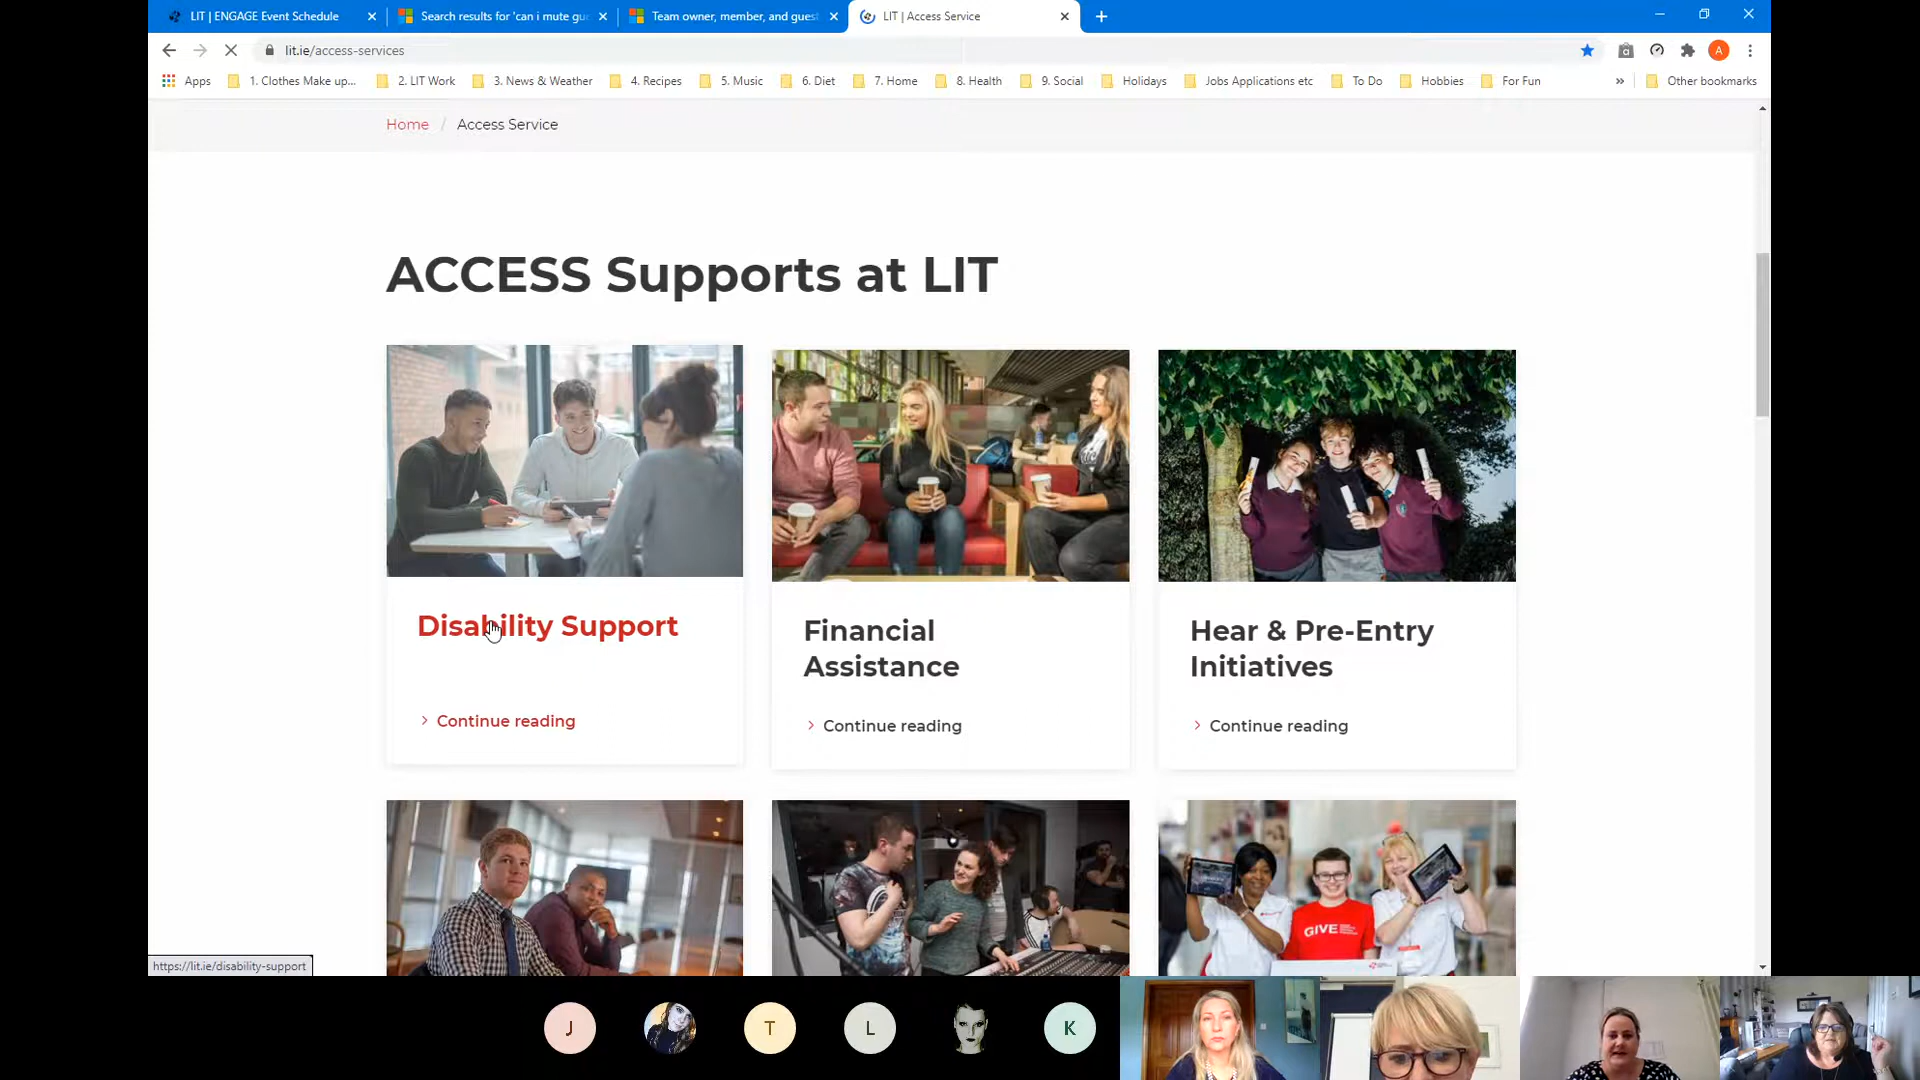 LIT | ENGAGE Event Schedule
Search results for 'can i mute gu
Team owner, member, and guest
LIT | Access Service
lit.ie/access-services
A
Apps
1. Clothes Make up...
2. LIT Work
3. News & Weather
4. Recipes
5. Music
6. Diet
7. Home
8. Health
9. Social
Holidays
Jobs Applications etc
To Do
Hobbies
For Fun
»
Other bookmarks
Home / Access Service
ACCESS Supports at LIT
Disability Support
Financial
Assistance
Hear & Pre-Entry
Initiatives
Continue reading
Continue reading
Continue reading
GIVE
https://lit.ie/disability-support
J
T
L
K